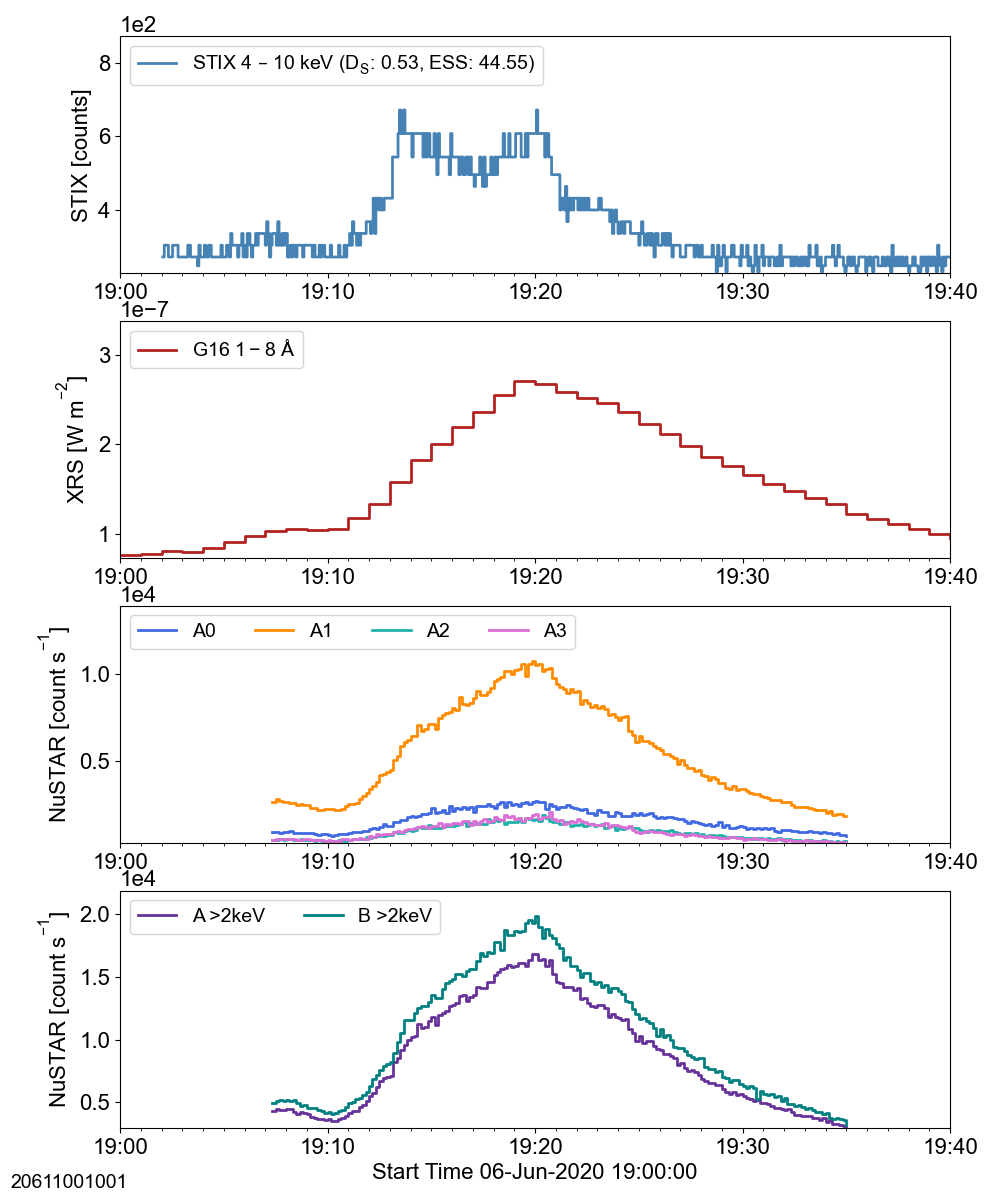 1e2
STIX 4 – 10 keV (D_S: 0.53, ESS: 44.55)
STIX [counts]
8
6
4
19:00 19:10 19:20 19:30 19:40
1e−7
G16 1 – 8 Å
XRS [W m⁻²]
3
2
1
19:00 19:10 19:20 19:30 19:40
1e4
A0 A1 A2 A3
NuSTAR [count s⁻¹]
1.0
0.5
19:00 19:10 19:20 19:30 19:40
1e4
A >2keV B >2keV
NuSTAR [count s⁻¹]
2.0
1.5
1.0
0.5
19:00 19:10 19:20 19:30 19:40
Start Time 06-Jun-2020 19:00:00
20611001001